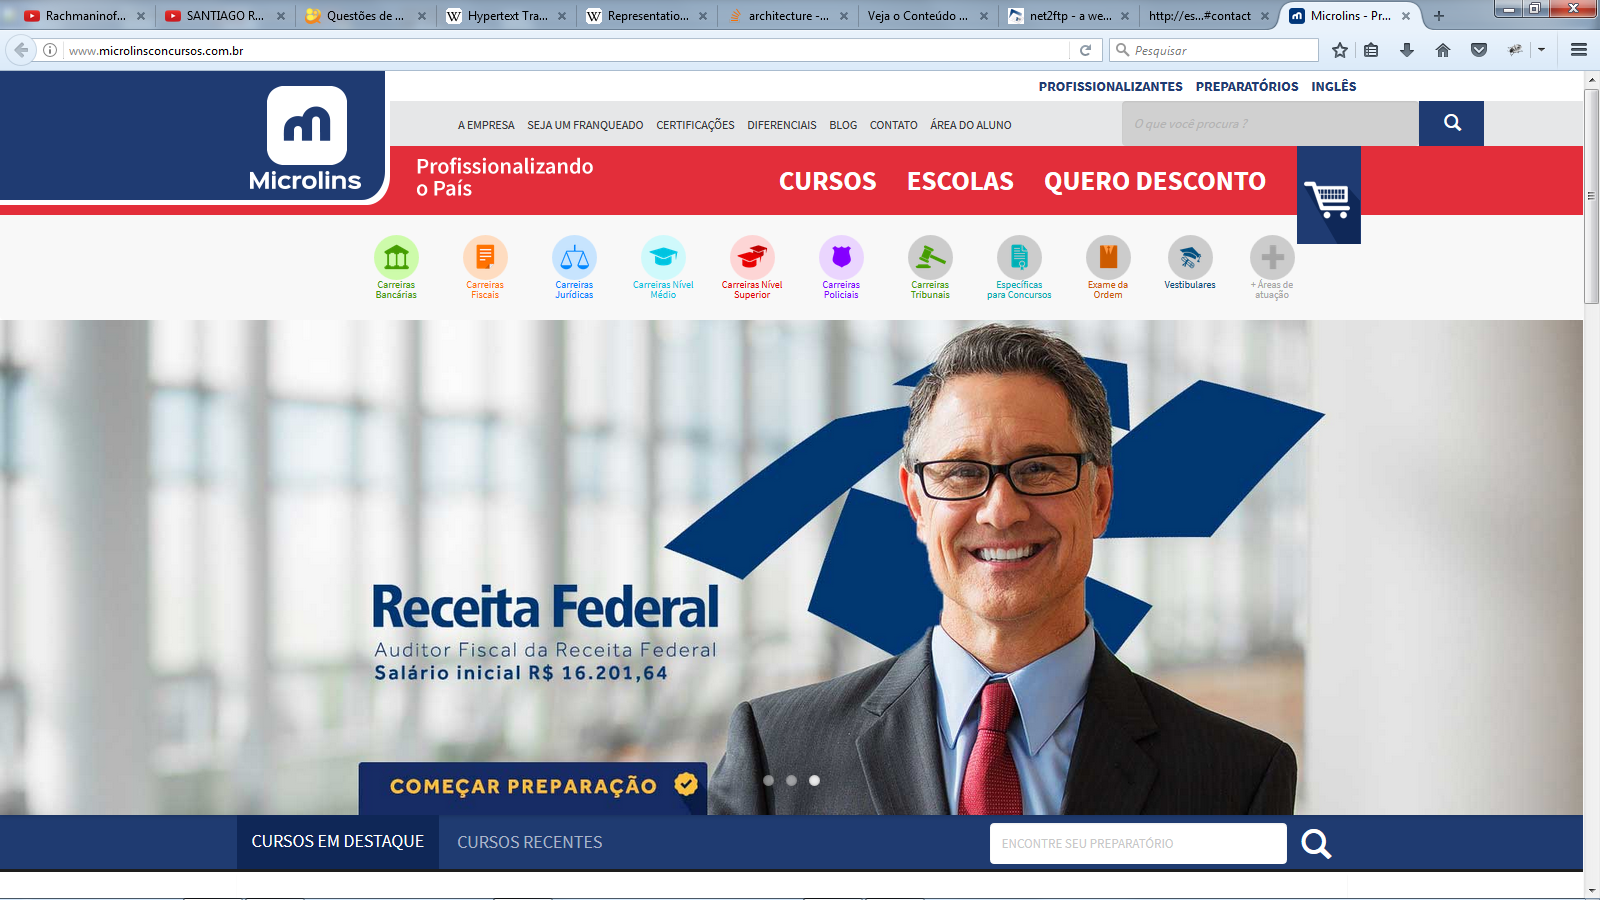 Rachmaninof...
SANTIAGO R...
Questões de ...
Hypertext Tra...
Representatio...
architecture -...
Veja o Conteúdo ...
net2ftp - a we...
http://es...#contact
Microlins - Pr...
www.microlinsconcursos.com.br
Pesquisar
PROFISSIONALIZANTES PREPARATÓRIOS INGLÊS
A EMPRESA SEJA UM FRANQUEADO CERTIFICAÇÕES DIFERENCIAIS BLOG CONTATO ÁREA DO ALUNO
O que você procura ?
Microlins
Profissionalizando
o País
CURSOS ESCOLAS QUERO DESCONTO
Carreiras
Bancárias
Carreiras
Fiscais
Carreiras
Jurídicas
Carreiras Nível
Médio
Carreiras Nível
Superior
Carreiras
Policiais
Carreiras
Tribunais
Específicas
para Concursos
Exame da
Ordem
Vestibulares
+ Áreas de
atuação
Receita Federal
Auditor Fiscal da Receita Federal
Salário inicial R$ 16.201,64
COMEÇAR PREPARAÇÃO
CURSOS EM DESTAQUE
CURSOS RECENTES
ENCONTRE SEU PREPARATÓRIO